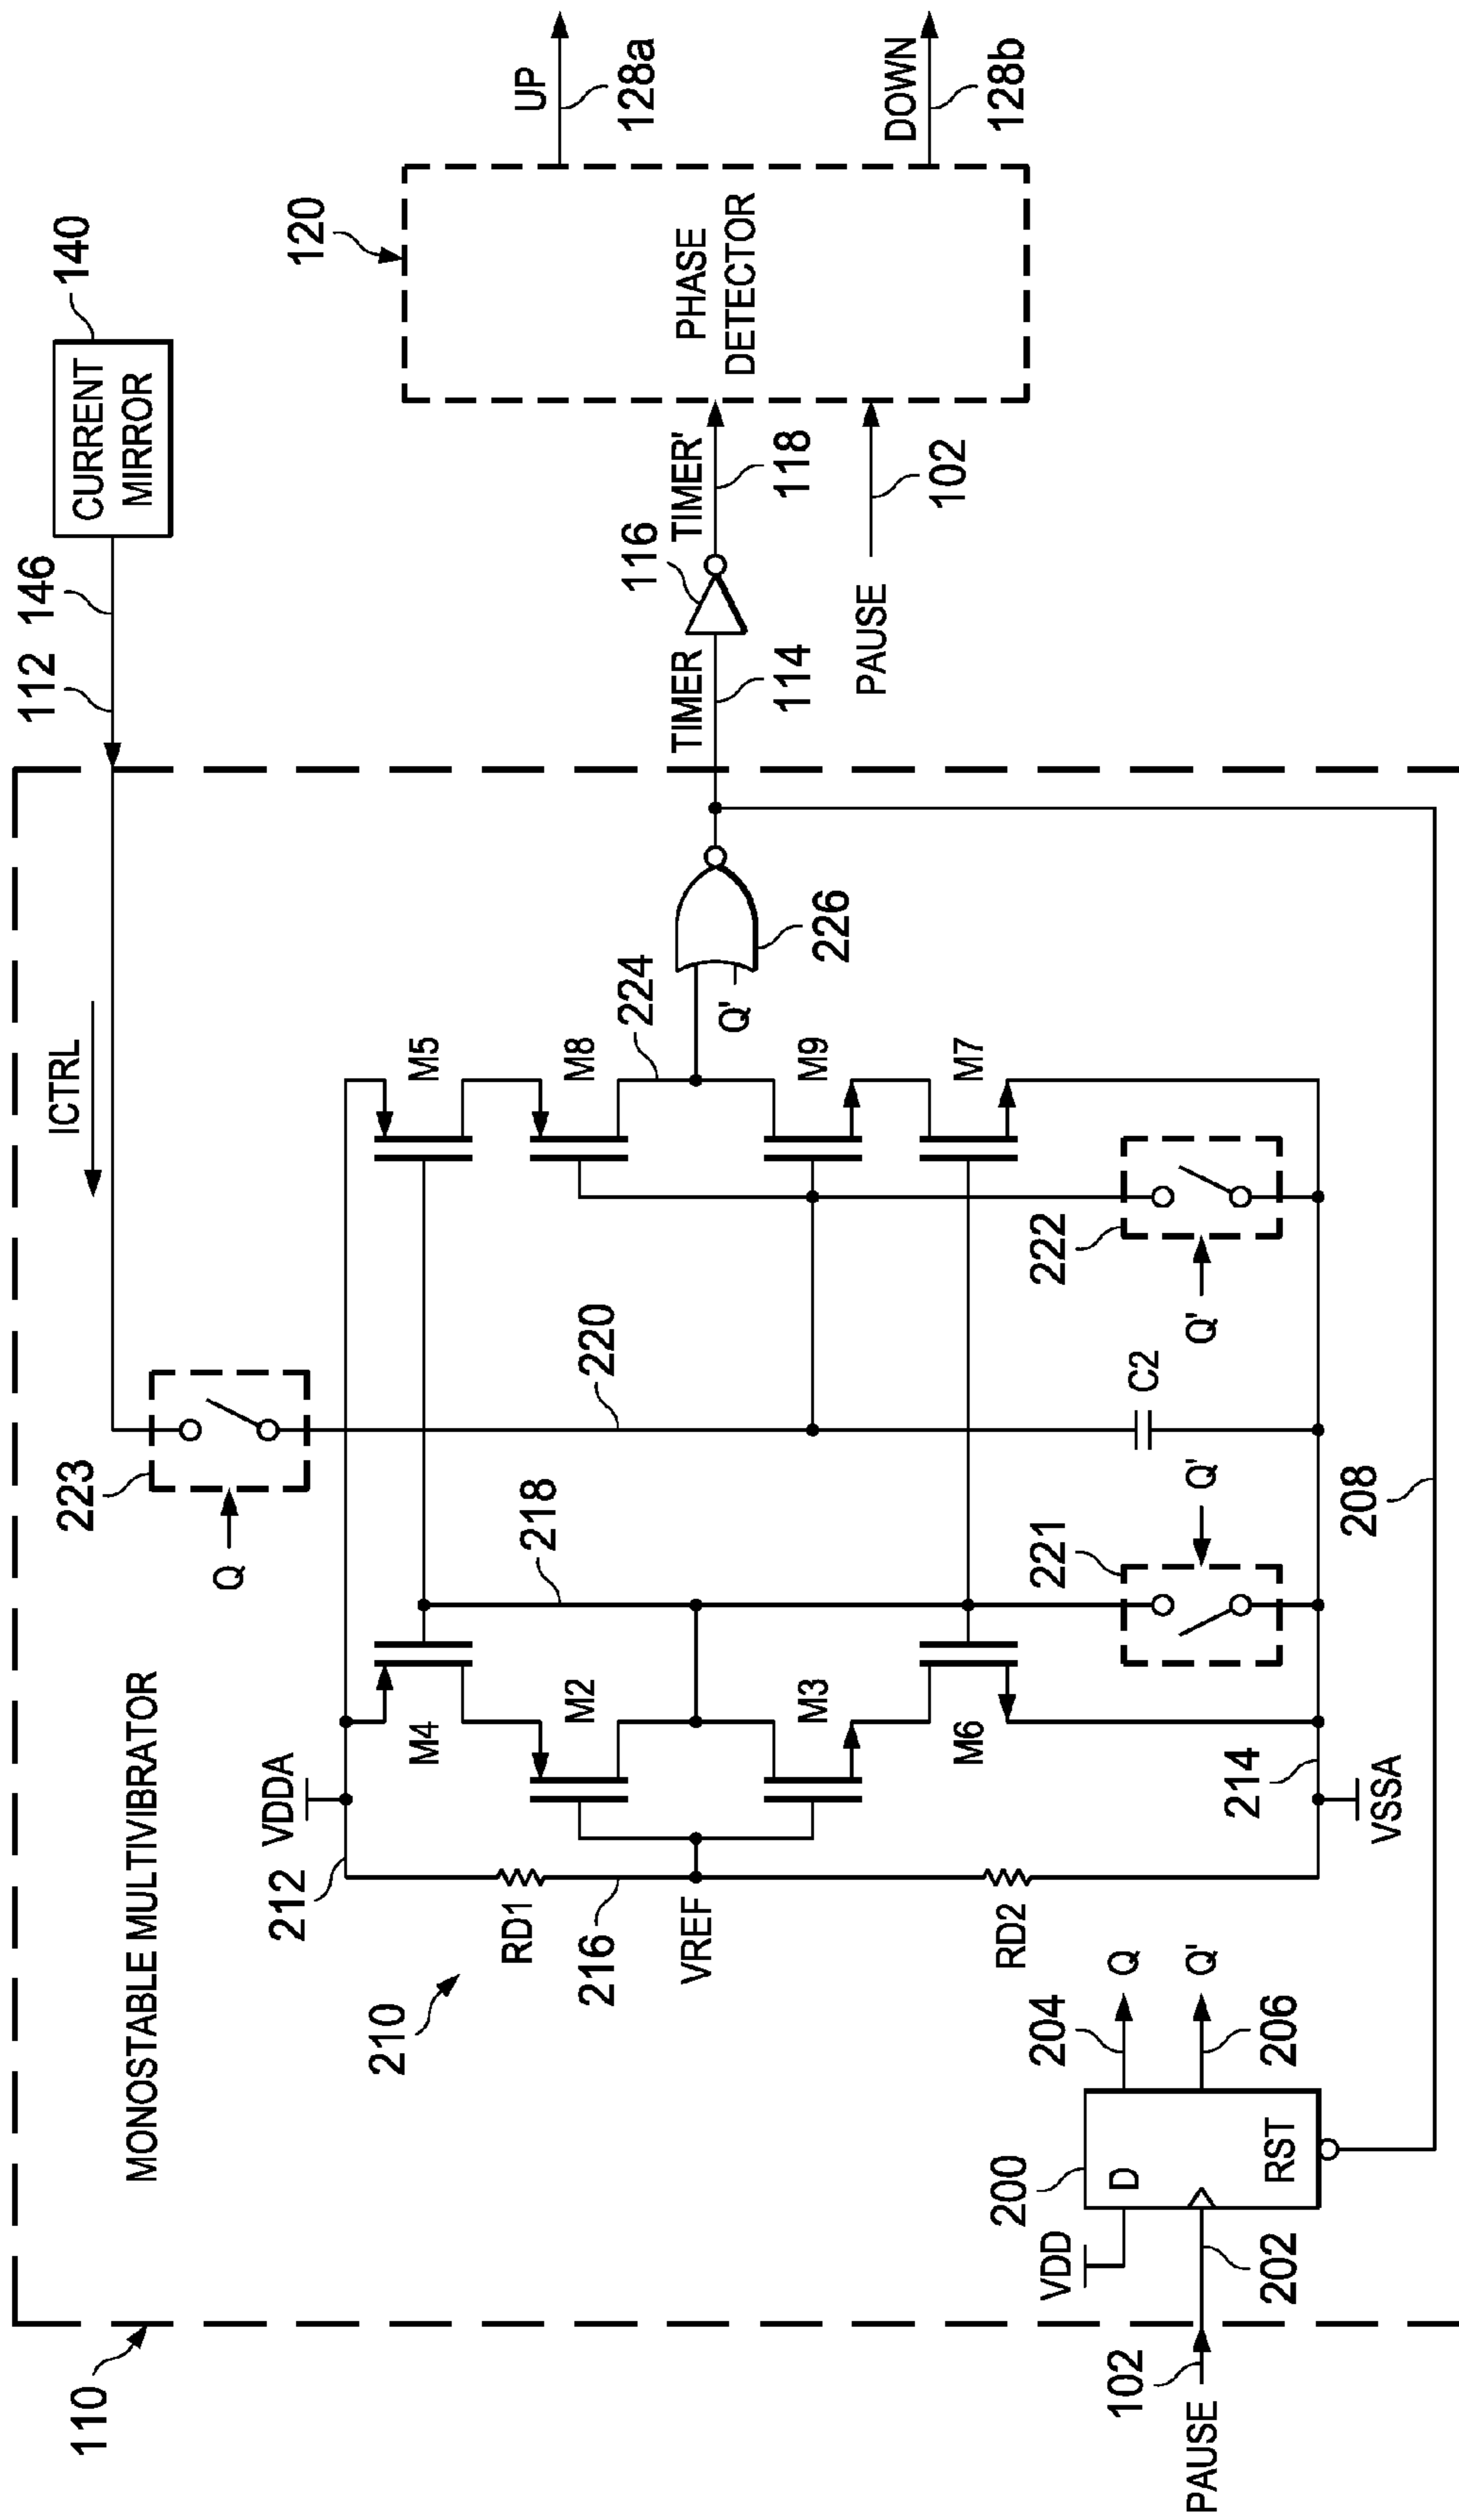 110
MONOSTABLE MULTIVIBRATOR
223
Q
ICTRL
112
146
CURRENT
MIRROR
140
210
212
VDDA
M4
M2
M3
M6
RD1
216
VREF
RD2
214
VSSA
218
220
221
Q'
C2
222
Q'
M5
M8
M9
M7
224
Q'
226
TIMER
114
116
TIMER'
118
PAUSE
102
120
PHASE
DETECTOR
UP
128a
DOWN
128b
PAUSE
102
202
VDD
200
D
RST
204
Q
206
Q'
208